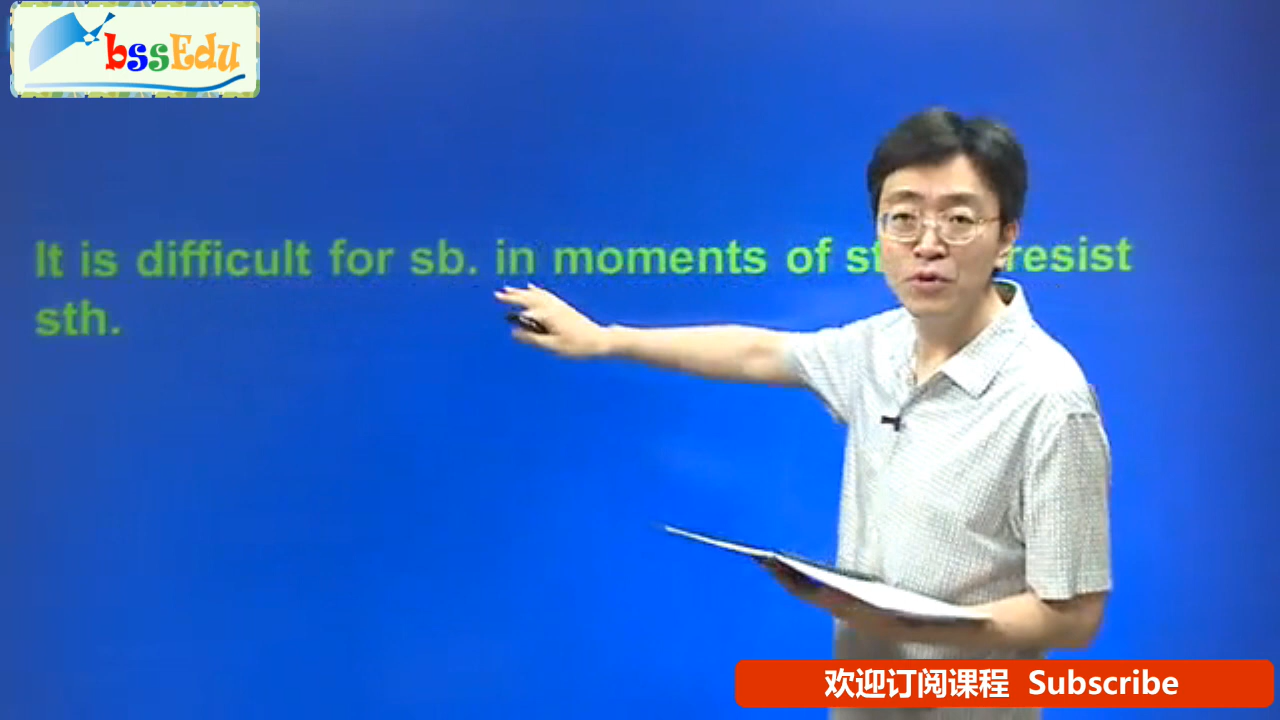 bssEdu
It is difficult for sb. in moments of resist
sth.
欢迎订阅课程 Subscribe